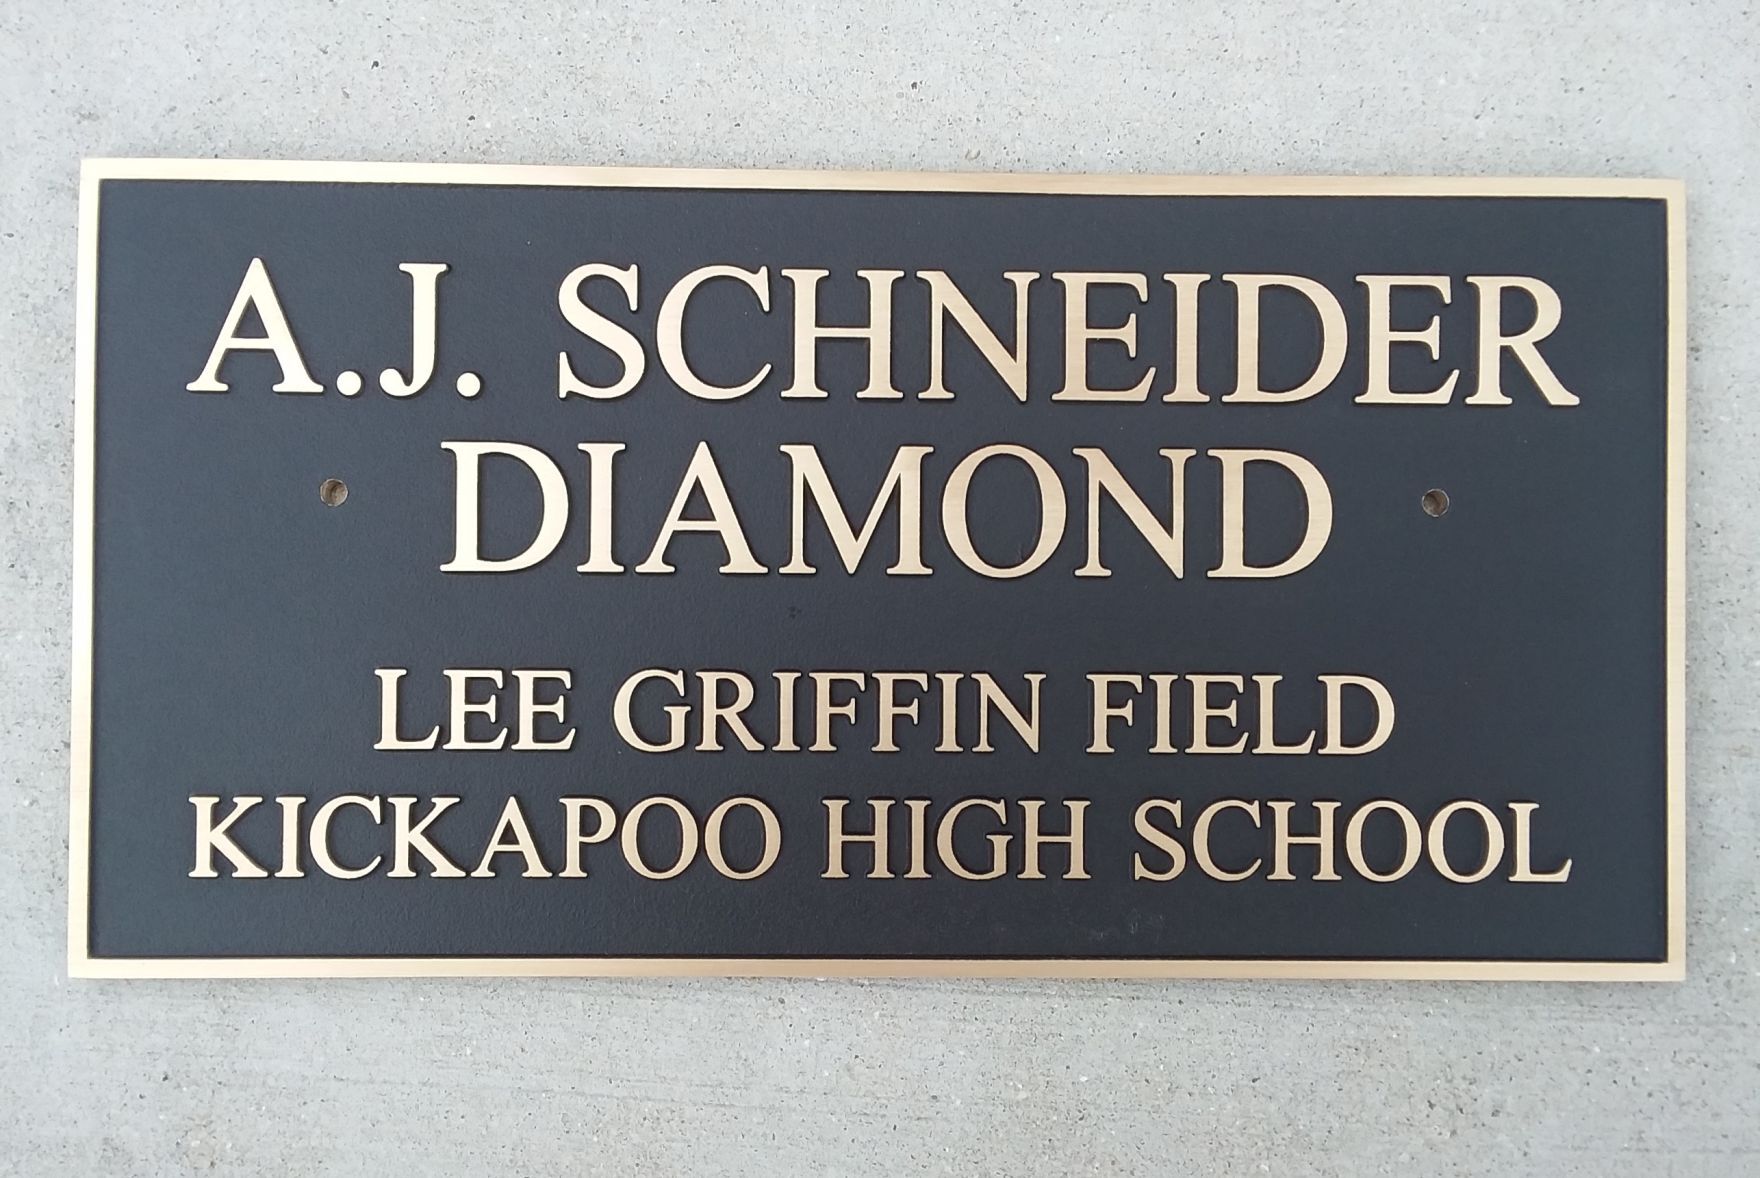 A.J. SCHNEIDER
DIAMOND
LEE GRIFFIN FIELD
KICKAPOO HIGH SCHOOL